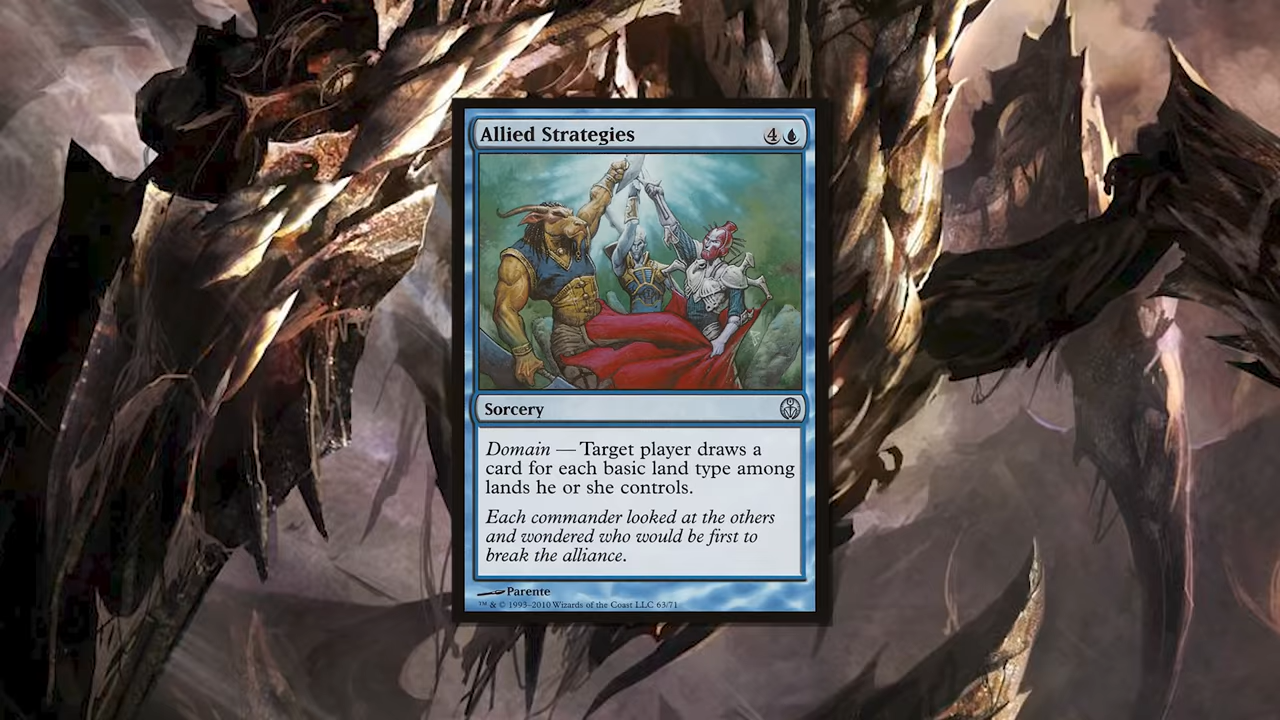 Allied Strategies 4
Sorcery
Domain — Target player draws a
card for each basic land type among
lands he or she controls.
Each commander looked at the others
and wondered who would be first to
break the alliance.
Parente
™ & © 1993–2010 Wizards of the Coast LLC 63/71